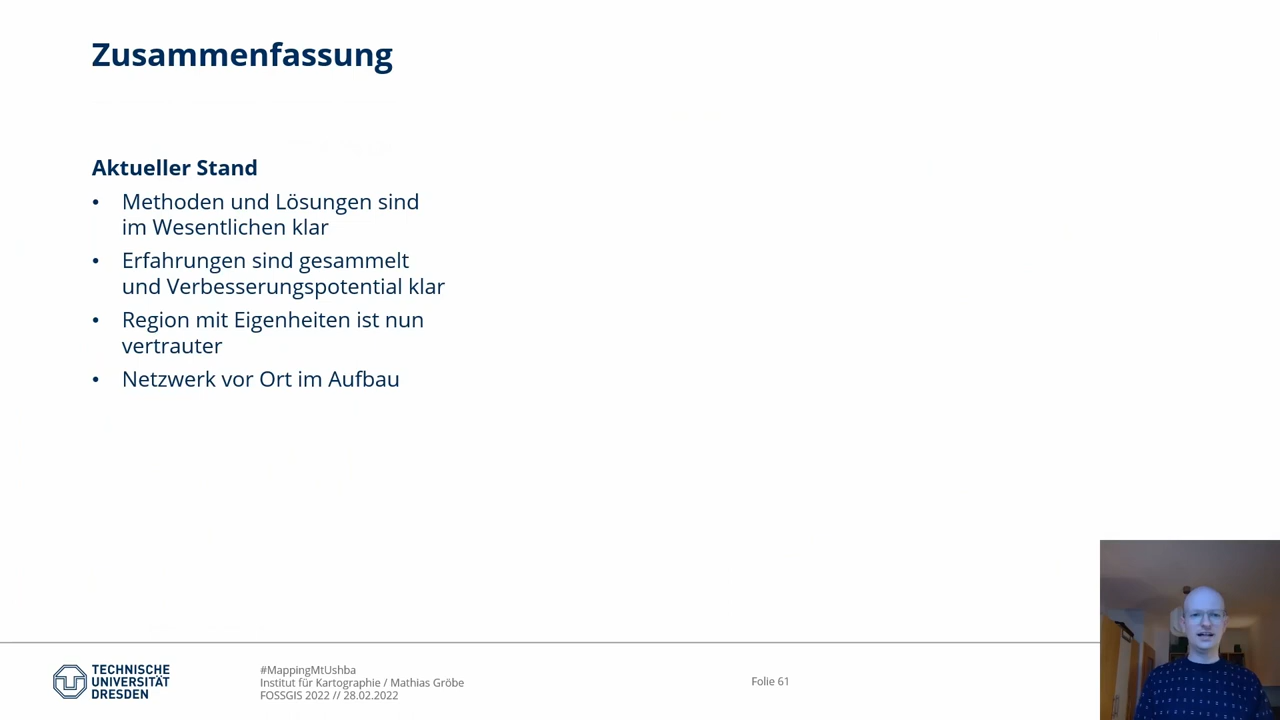 Zusammenfassung
Aktueller Stand
• Methoden und Lösungen sind
im Wesentlichen klar
• Erfahrungen sind gesammelt
und Verbesserungspotential klar
• Region mit Eigenheiten ist nun
vertrauter
• Netzwerk vor Ort im Aufbau
TECHNISCHE
UNIVERSITÄT
DRESDEN
#MappingMtUshba
Institut für Kartographie / Mathias Gröbe
FOSSGIS 2022 // 28.02.2022
Folie 61